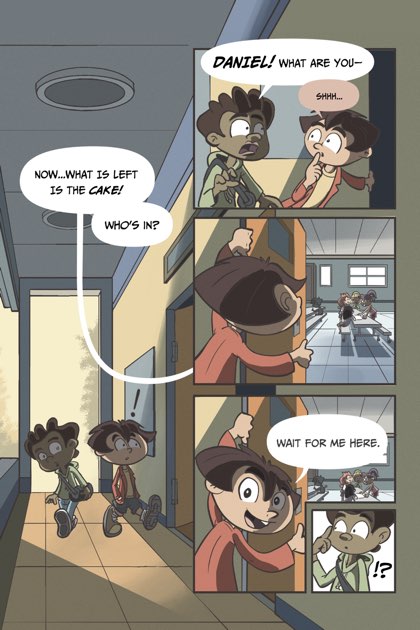 !
DANIEL! WHAT ARE YOU—
SHHH...
NOW...WHAT IS LEFT
IS THE CAKE!
WHO'S IN?
WAIT FOR ME HERE.
!?